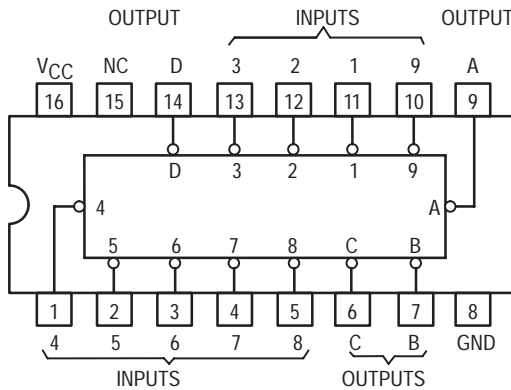 OUTPUT INPUTS OUTPUT
VCC NC D 3 2 1 9 A
16 15 14 13 12 11 10 9
D 3 2 1 9
4 A
5 6 7 8 C B
1 2 3 4 5 6 7 8
4 5 6 7 8 C B GND
INPUTS OUTPUTS